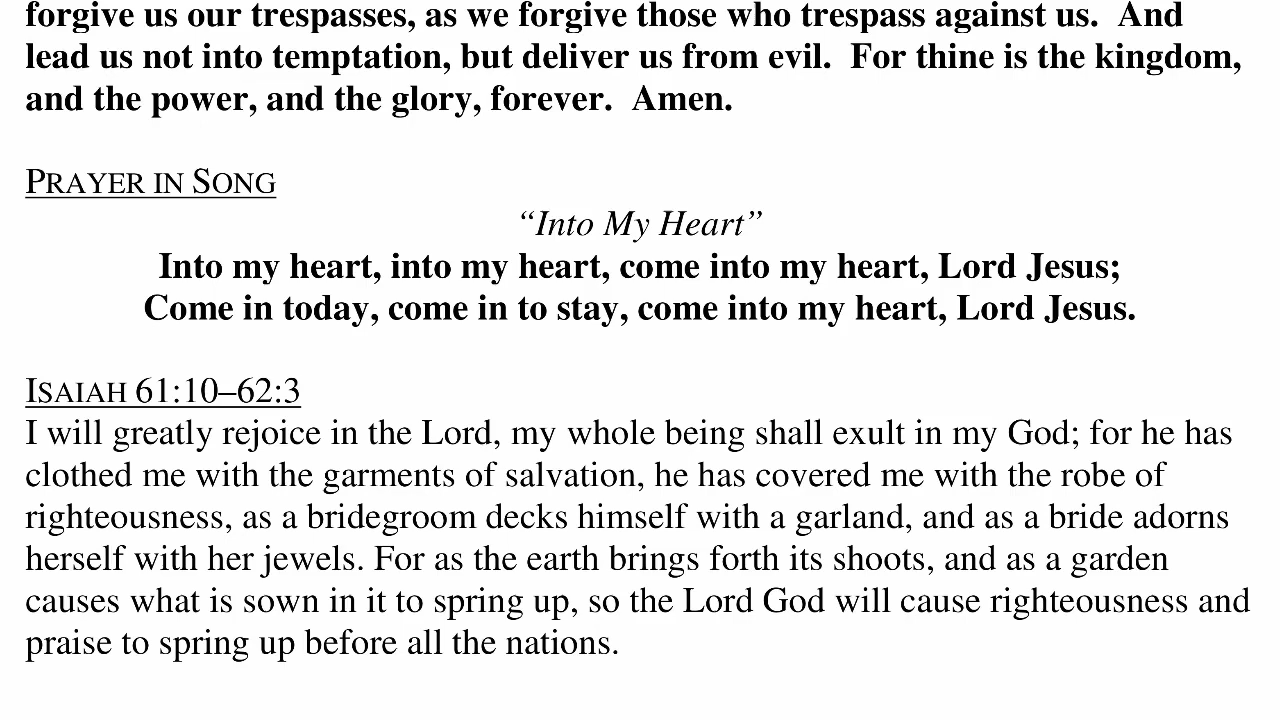 forgive us our trespasses, as we forgive those who trespass against us.  And
lead us not into temptation, but deliver us from evil.  For thine is the kingdom,
and the power, and the glory, forever.  Amen.
PRAYER IN SONG
“Into My Heart”
Into my heart, into my heart, come into my heart, Lord Jesus;
Come in today, come in to stay, come into my heart, Lord Jesus.
ISAIAH 61:10–62:3
I will greatly rejoice in the Lord, my whole being shall exult in my God; for he has
clothed me with the garments of salvation, he has covered me with the robe of
righteousness, as a bridegroom decks himself with a garland, and as a bride adorns
herself with her jewels. For as the earth brings forth its shoots, and as a garden
causes what is sown in it to spring up, so the Lord God will cause righteousness and
praise to spring up before all the nations.